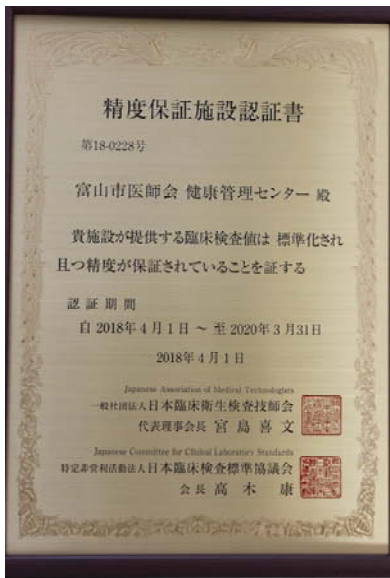 精度保証施設認証書
第18-0228号
富山市医師会 健康管理センター 殿
貴施設が提供する臨床検査値は 標準化され
且つ精度が保証されていることを証する
認証期間
自 2018年4月1日 ～ 至 2020年3月31日
2018年4月1日
Japanese Association of Medical Technologists
一般社団法人日本臨床衛生検査技師会
代表理事会長 宮島喜文
Japanese Committee for Clinical Laboratory Standards
特定非営利活動法人日本臨床検査標準協議会
会長 高木 康